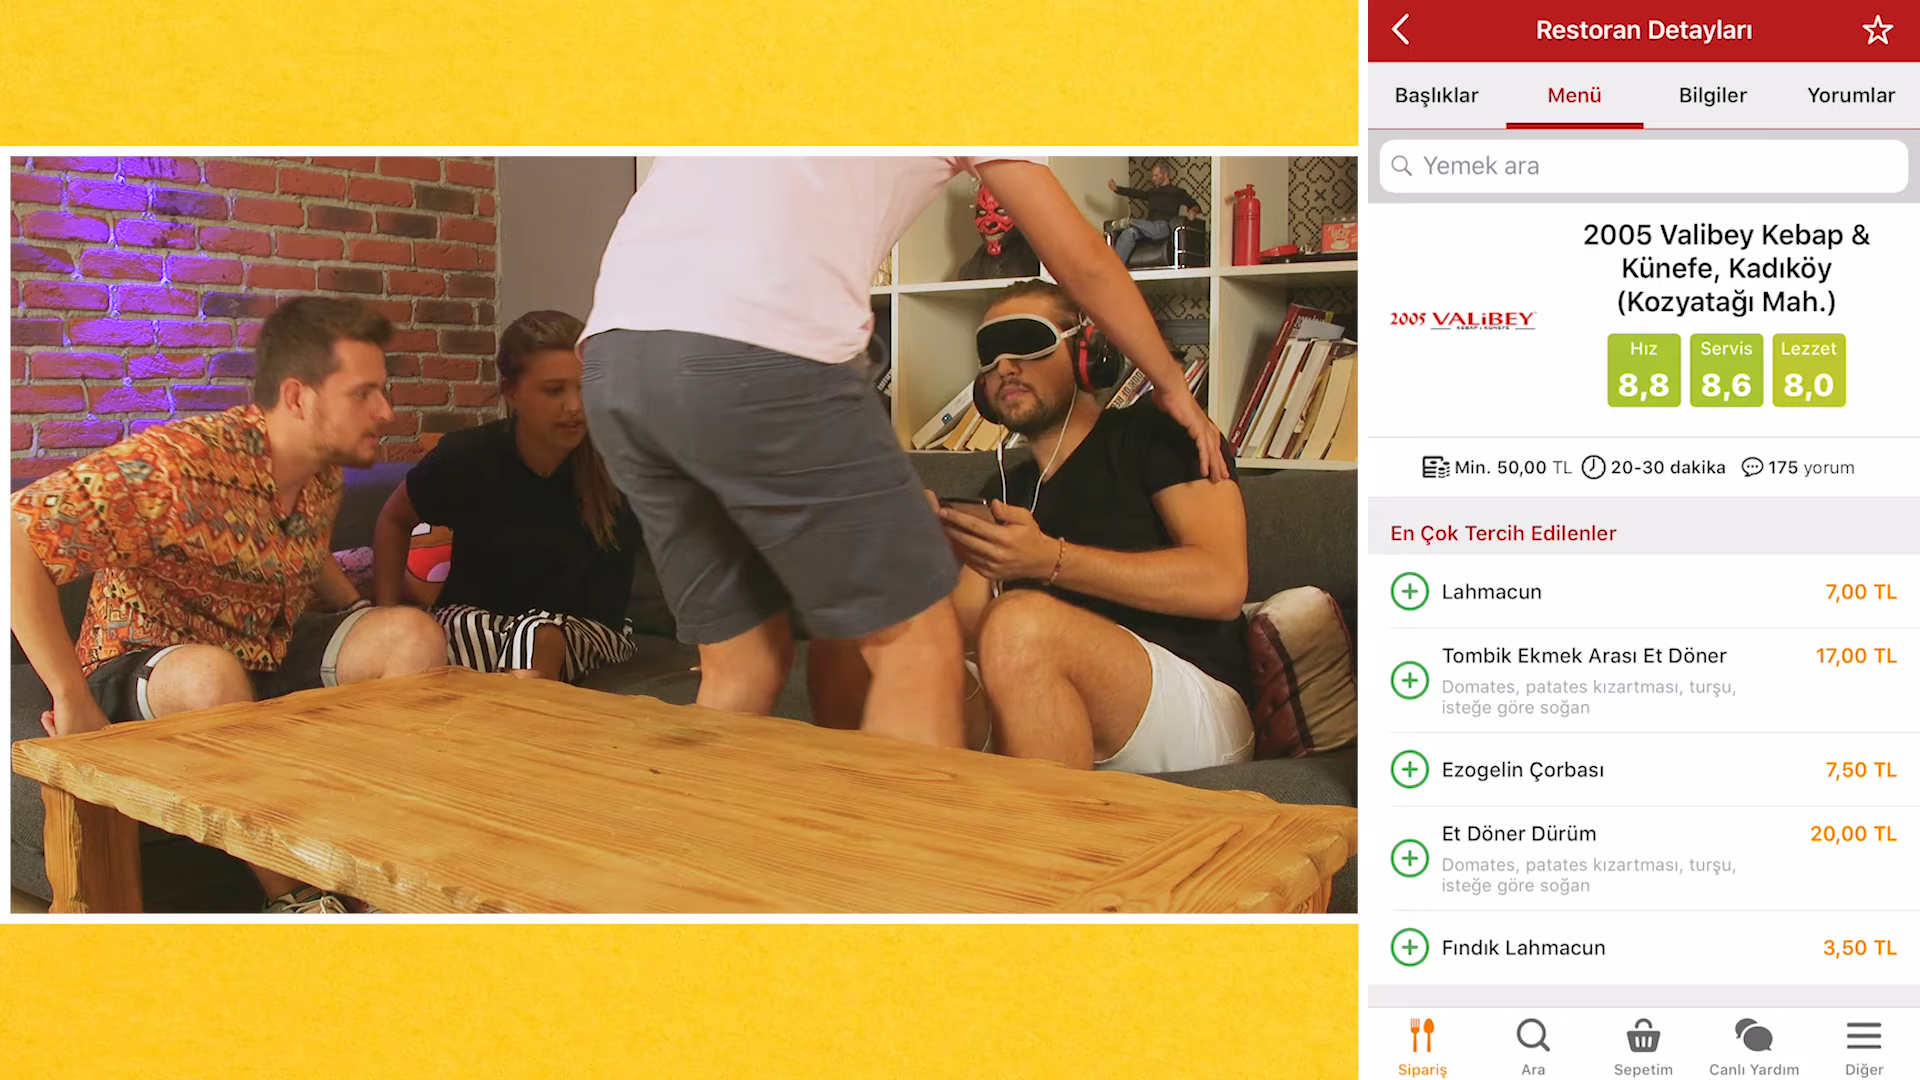 Restoran Detayları
Başlıklar
Menü
Bilgiler
Yorumlar
Yemek ara
2005 Valibey Kebap &
Künefe, Kadıköy
(Kozyatağı Mah.)
2005 VALiBEY
KEBAP & KÜNEFE
Hız
8,8
Servis
8,6
Lezzet
8,0
Min. 50,00 TL
20-30 dakika
175 yorum
En Çok Tercih Edilenler
Lahmacun
7,00 TL
Tombik Ekmek Arası Et Döner
17,00 TL
Domates, patates kızartması, turşu,
isteğe göre soğan
Ezogelin Çorbası
7,50 TL
Et Döner Dürüm
20,00 TL
Domates, patates kızartması, turşu,
isteğe göre soğan
Fındık Lahmacun
3,50 TL
Sipariş
Ara
Sepetim
Canlı Yardım
Diğer